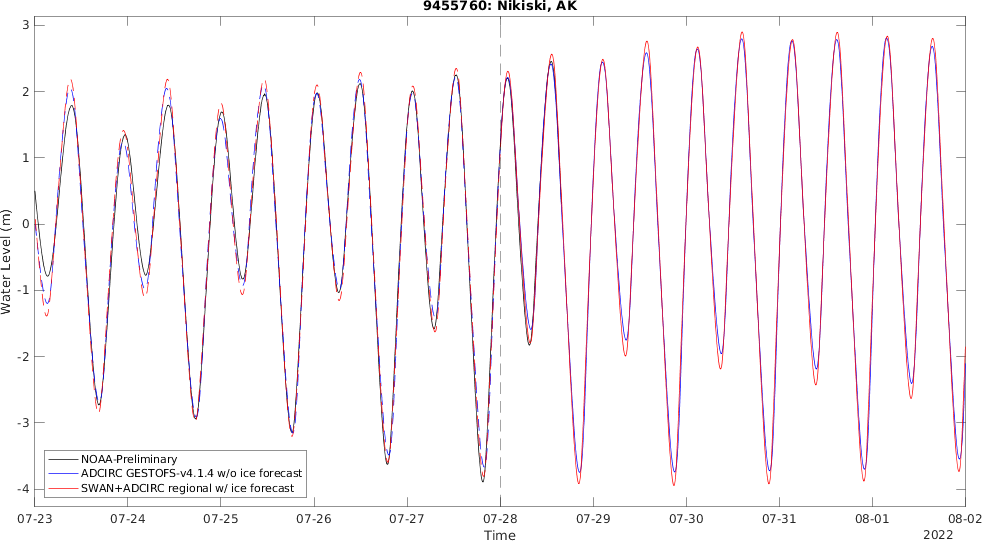 9455760: Nikiski, AK
Water Level (m)
3
2
1
0
-1
-2
-3
-4
NOAA-Preliminary
ADCIRC GESTOFS-v4.1.4 w/o ice forecast
SWAN+ADCIRC regional w/ ice forecast
07-23 07-24 07-25 07-26 07-27 07-28 07-29 07-30 07-31 08-01 08-02
Time
2022